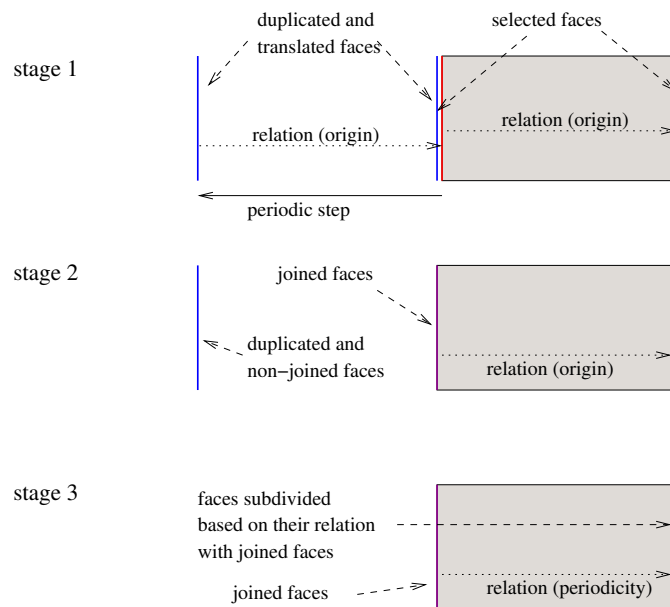 duplicated and
translated faces
selected faces
stage 1
relation (origin)
relation (origin)
periodic step
stage 2
joined faces
duplicated and
non−joined faces
relation (origin)
stage 3
faces subdivided
based on their relation
with joined faces
joined faces
relation (periodicity)